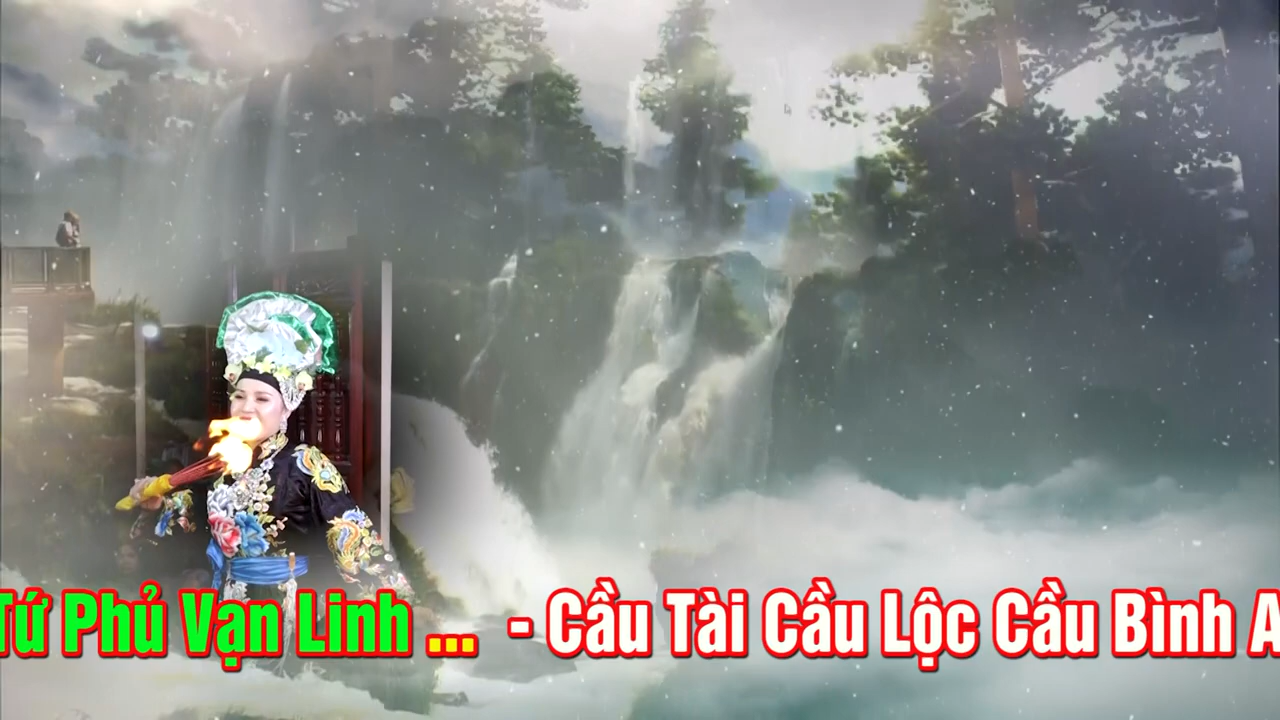 Tứ Phủ Vạn Linh ... - Cầu Tài Cầu Lộc Cầu Bình A